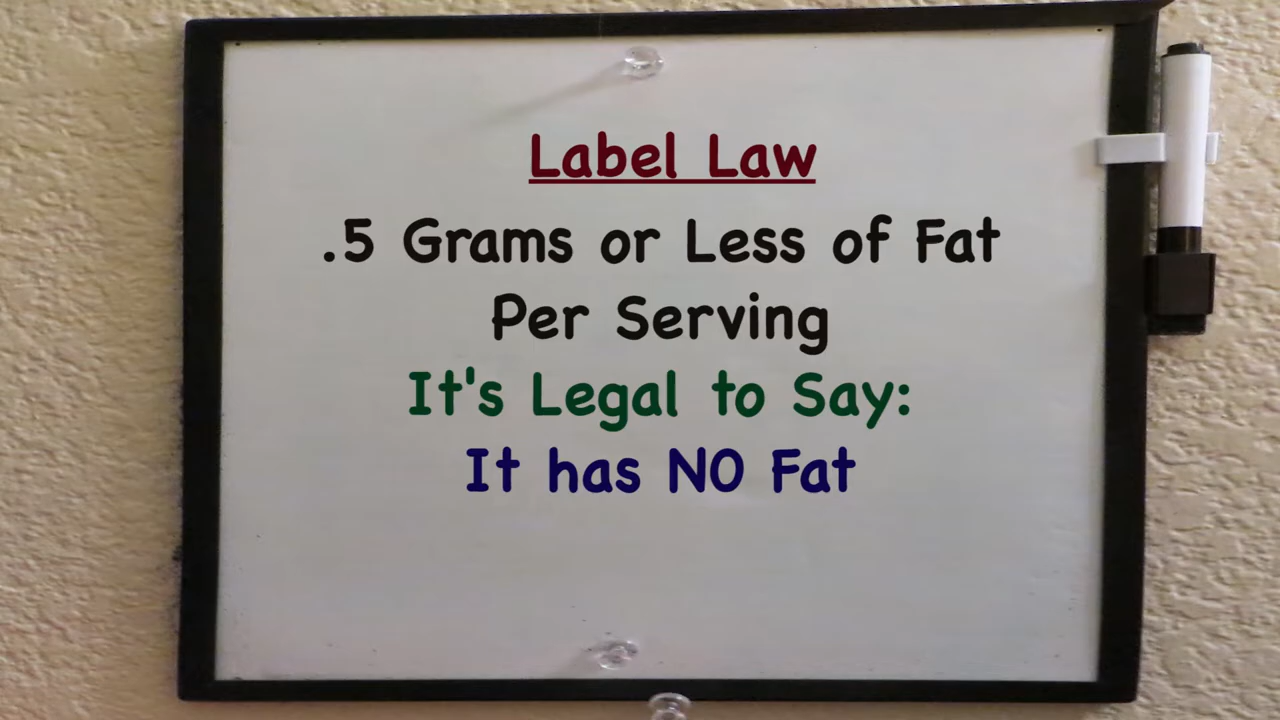 Label Law
.5 Grams or Less of Fat
Per Serving
It's Legal to Say:
It has NO Fat